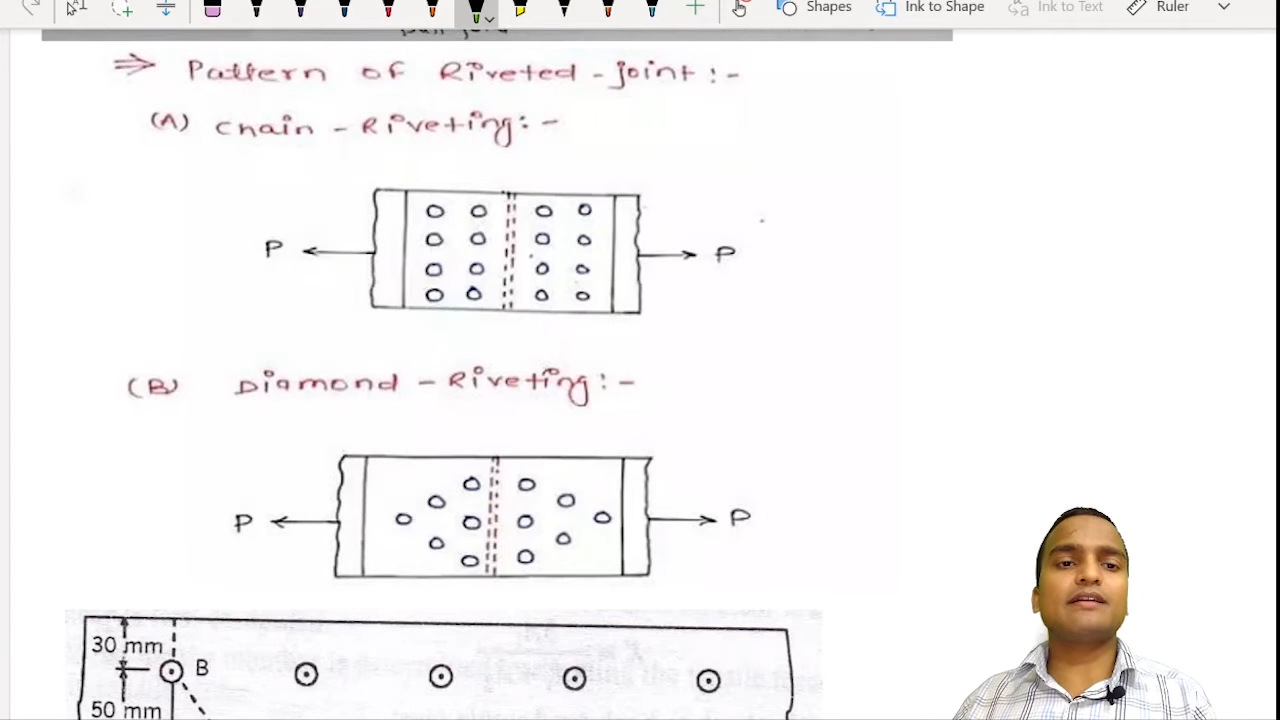 Shapes
Ink to Shape
Ink to Text
Ruler
⇒ Pattern of Riveted-joint:-
(A) Chain-Riveting:-
P
P
(B) Diamond-Riveting:-
P
P
30 mm
B
50 mm